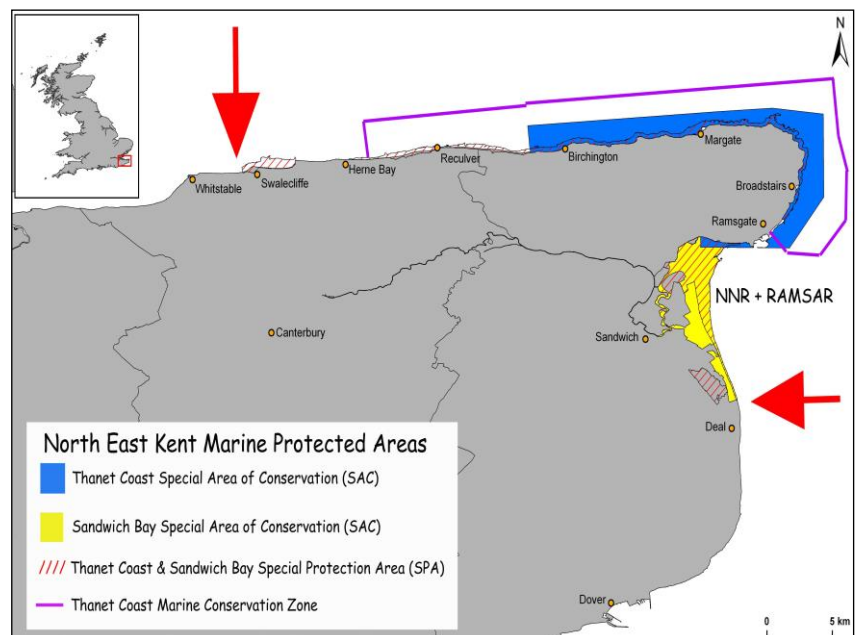 N
Margate
Reculver
Birchington
Herne Bay
Whitstable
Swalecliffe
Broadstairs
Ramsgate
NNR + RAMSAR
Canterbury
Sandwich
Deal
North East Kent Marine Protected Areas
Thanet Coast Special Area of Conservation (SAC)
Sandwich Bay Special Area of Conservation (SAC)
Thanet Coast & Sandwich Bay Special Protection Area (SPA)
Thanet Coast Marine Conservation Zone
Dover
0 5 km